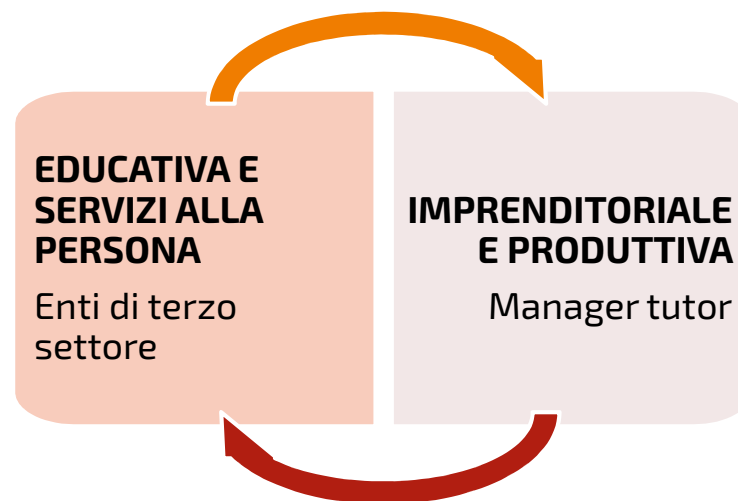 EDUCATIVA E
SERVIZI ALLA
PERSONA
Enti di terzo
settore
IMPRENDITORIALE
E PRODUTTIVA
Manager tutor